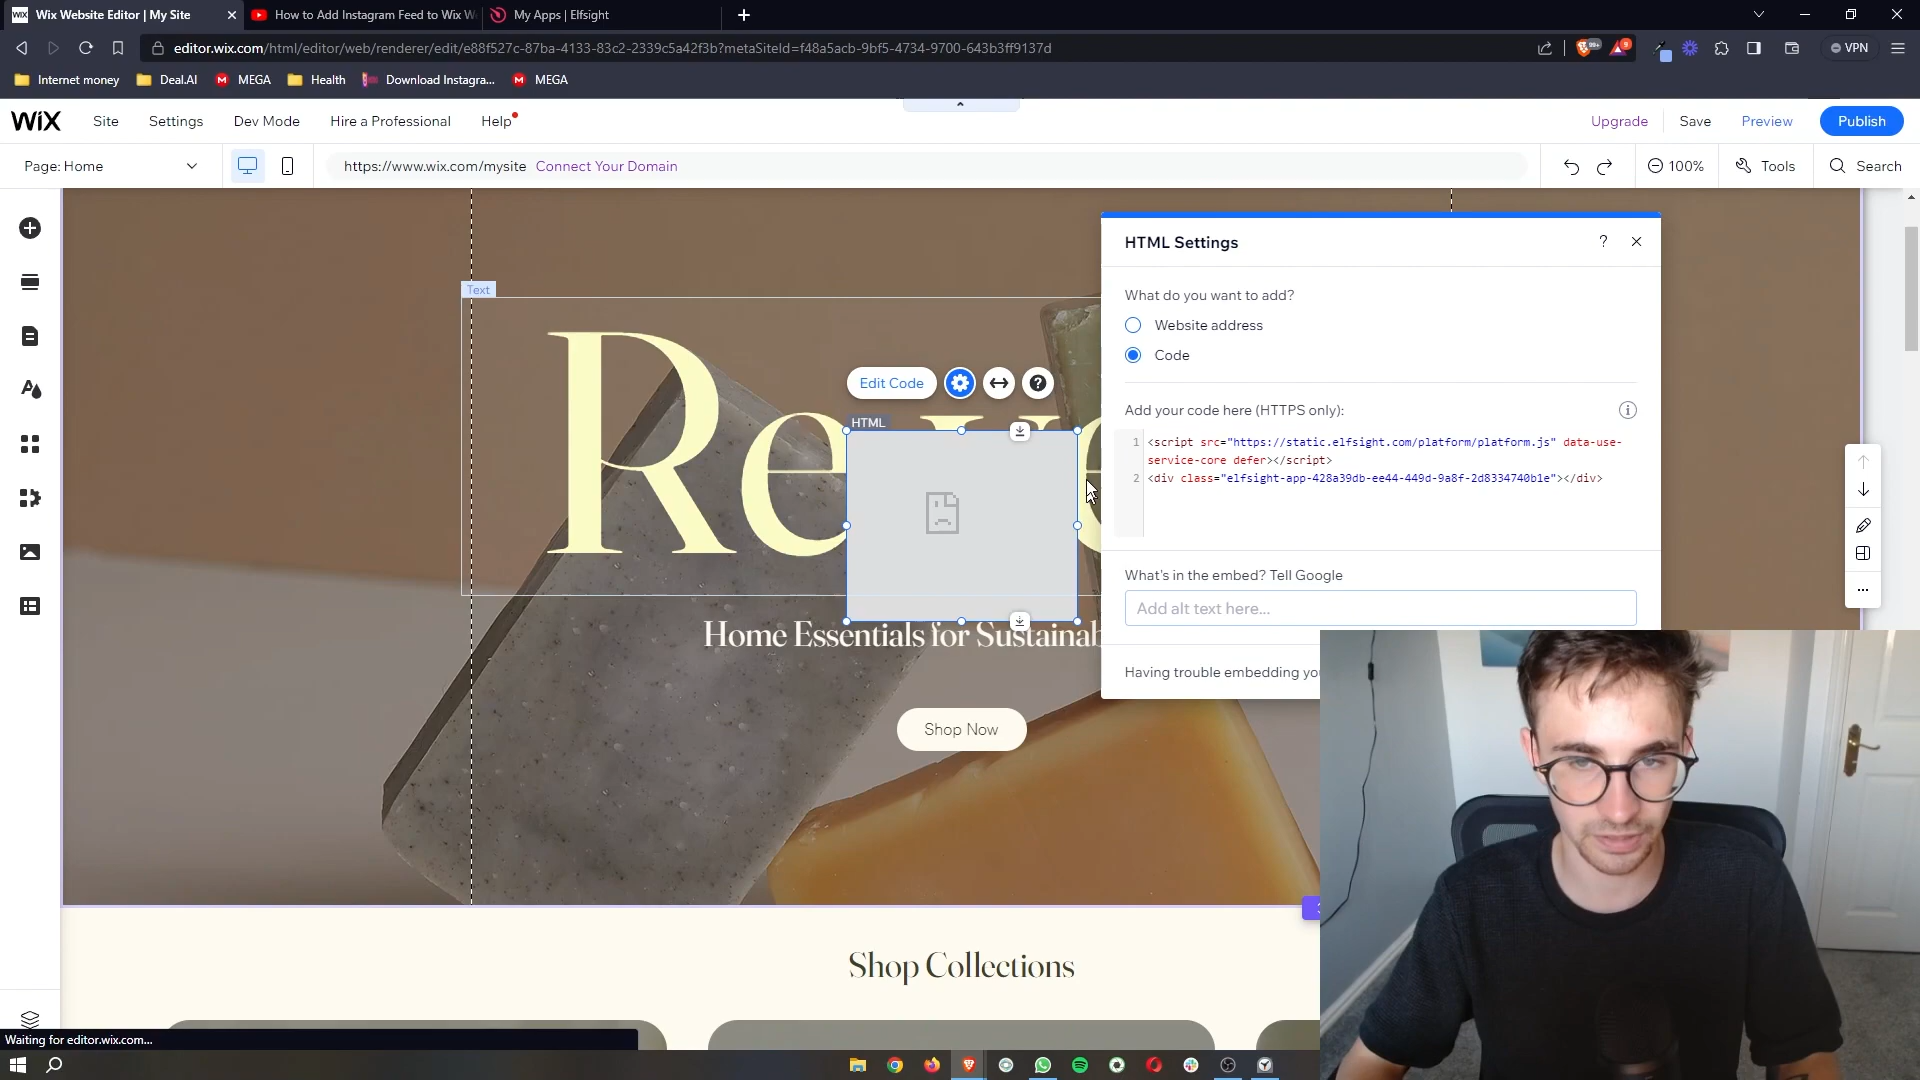 Wix Website Editor | My Site
How to Add Instagram Feed to Wix W
My Apps | Elfsight
editor.wix.com/html/editor/web/renderer/edit/e88f527c-87ba-4133-83c2-2339c5a42f3b?metaSiteId=f48a5acb-9bf5-4734-9700-643b3ff9137d
VPN
Internet money
Deal.AI
MEGA
Health
Download Instagra...
MEGA
WIX
Site
Settings
Dev Mode
Hire a Professional
Help
Upgrade
Save
Preview
Publish
Page: Home
https://www.wix.com/mysite Connect Your Domain
100%
Tools
Search
HTML Settings
?
What do you want to add?
Website address
Code
Text
Edit Code
HTML
Add your code here (HTTPS only):
1 <script src="https://static.elfsight.com/platform/platform.js" data-use-
service-core defer></script>
2 <div class="elfsight-app-428a39db-ee44-449d-9a8f-2d8334740b1e"></div>
What's in the embed? Tell Google
Add alt text here...
Home Essentials for Sustainab
Having trouble embedding yo
Shop Now
Shop Collections
Waiting for editor.wix.com...